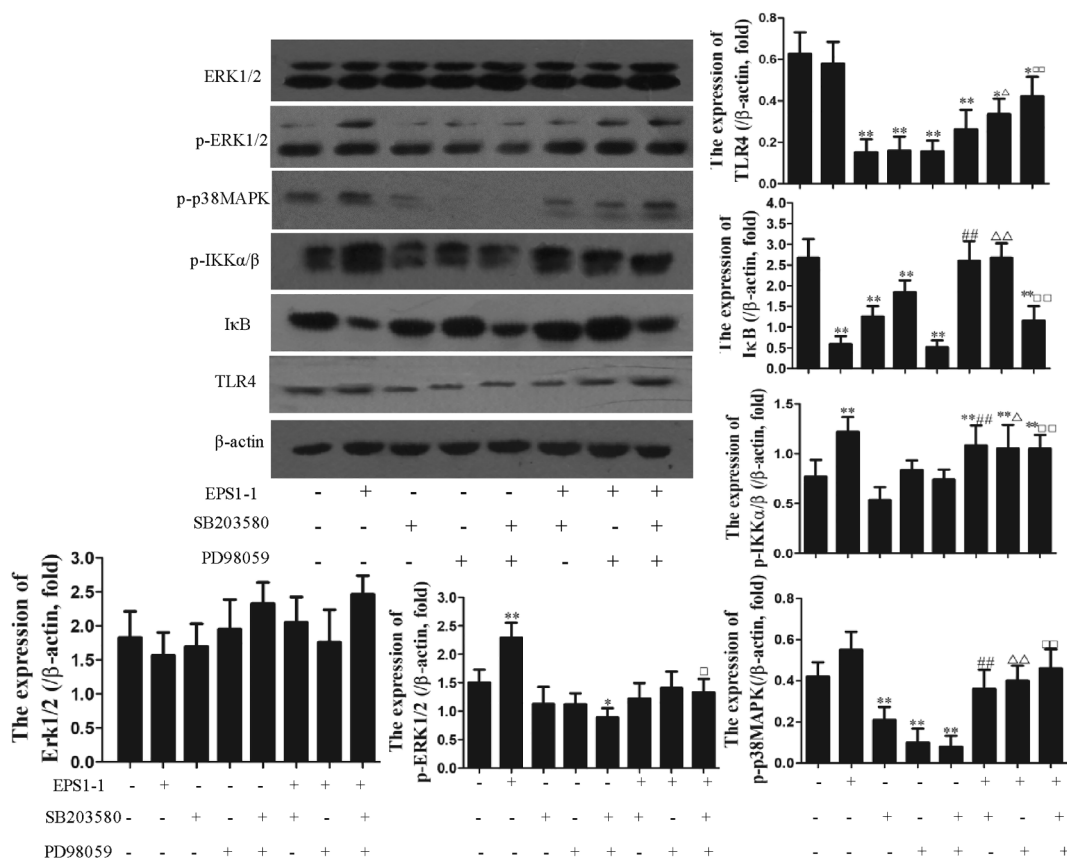 ERK1/2
p-ERK1/2
p-p38MAPK
p-IKKα/β
IκB
TLR4
β-actin
EPS1-1 - + - - - + + +
SB203580 - - + - + + - +
PD98059 - - - + + - + +
The expression of
TLR4 (/β-actin, fold)
0.8
0.6
0.4
0.2
0.0
** ** ** ** *△ *□□
The expression of
IκB (/β-actin, fold)
4.0
3.5
3.0
2.5
2.0
1.5
1.0
0.5
0.0
** ** ** ** ## △△ **□□
The expression of
p-IKKα/β (/β-actin, fold)
1.5
1.0
0.5
0.0
** **## **△ **□□
The expression of
Erk1/2 (/β-actin, fold)
3.0
2.5
2.0
1.5
1.0
0.5
0.0
EPS1-1 - + - - - + + +
SB203580 - - + - + + - +
PD98059 - - - + + - + +
The expression of
p-ERK1/2 (/β-actin, fold)
2.5
2.0
1.5
1.0
0.5
0.0
** * □
- + - - - + + +
- - + - + + - +
- - - + + - + +
The expression of
p-p38MAPK(/β-actin, fold)
0.8
0.6
0.4
0.2
0.0
** ** ** ## △△ □□
- + - - - + + +
- - + - + + - +
- - - + + - + +